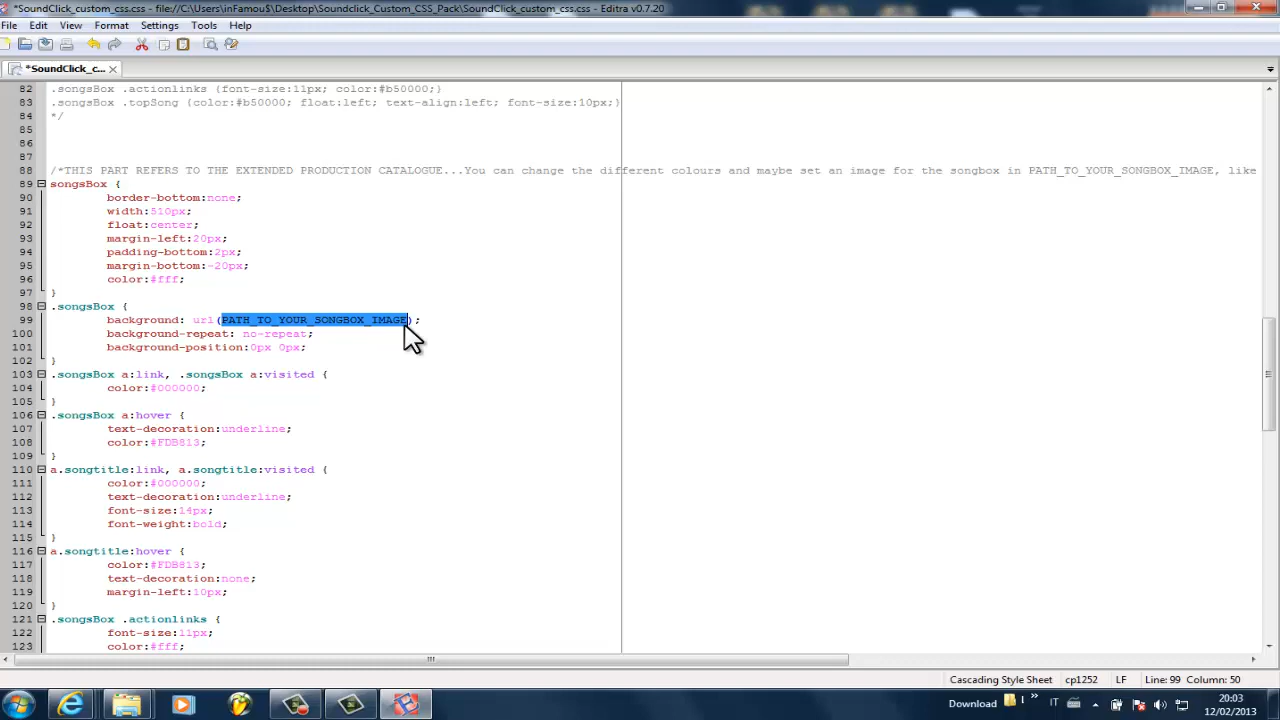 *SoundClick_custom_css.css - file://C:\Users\inFamou$\Desktop\Soundclick_Custom_CSS_Pack\SoundClick_custom_css.css - Editra v0.7.20
File Edit View Format Settings Tools Help
*SoundClick_c...
82 .songsBox .actionlinks {font-size:11px; color:#b50000;}
83 .songsBox .topSong {color:#b50000; float:left; text-align:left; font-size:10px;}
84 */
85
86
87
88 /*THIS PART REFERS TO THE EXTENDED PRODUCTION CATALOGUE...You can change the different colours and maybe set an image for the songbox in PATH_TO_YOUR_SONGBOX_IMAGE, like
89 songsBox {
90 border-bottom:none;
91 width:510px;
92 float:center;
93 margin-left:20px;
94 padding-bottom:2px;
95 margin-bottom:-20px;
96 color:#fff;
97 }
98 .songsBox {
99 background: url(PATH_TO_YOUR_SONGBOX_IMAGE);
100 background-repeat: no-repeat;
101 background-position:0px 0px;
102 }
103 .songsBox a:link, .songsBox a:visited {
104 color:#000000;
105 }
106 .songsBox a:hover {
107 text-decoration:underline;
108 color:#FDB813;
109 }
110 a.songtitle:link, a.songtitle:visited {
111 color:#000000;
112 text-decoration:underline;
113 font-size:14px;
114 font-weight:bold;
115 }
116 a.songtitle:hover {
117 color:#FDB813;
118 text-decoration:none;
119 margin-left:10px;
120 }
121 .songsBox .actionlinks {
122 font-size:11px;
123 color:#fff;
Cascading Style Sheet cp1252 LF Line: 99 Column: 50
Download IT 20:03
12/02/2013